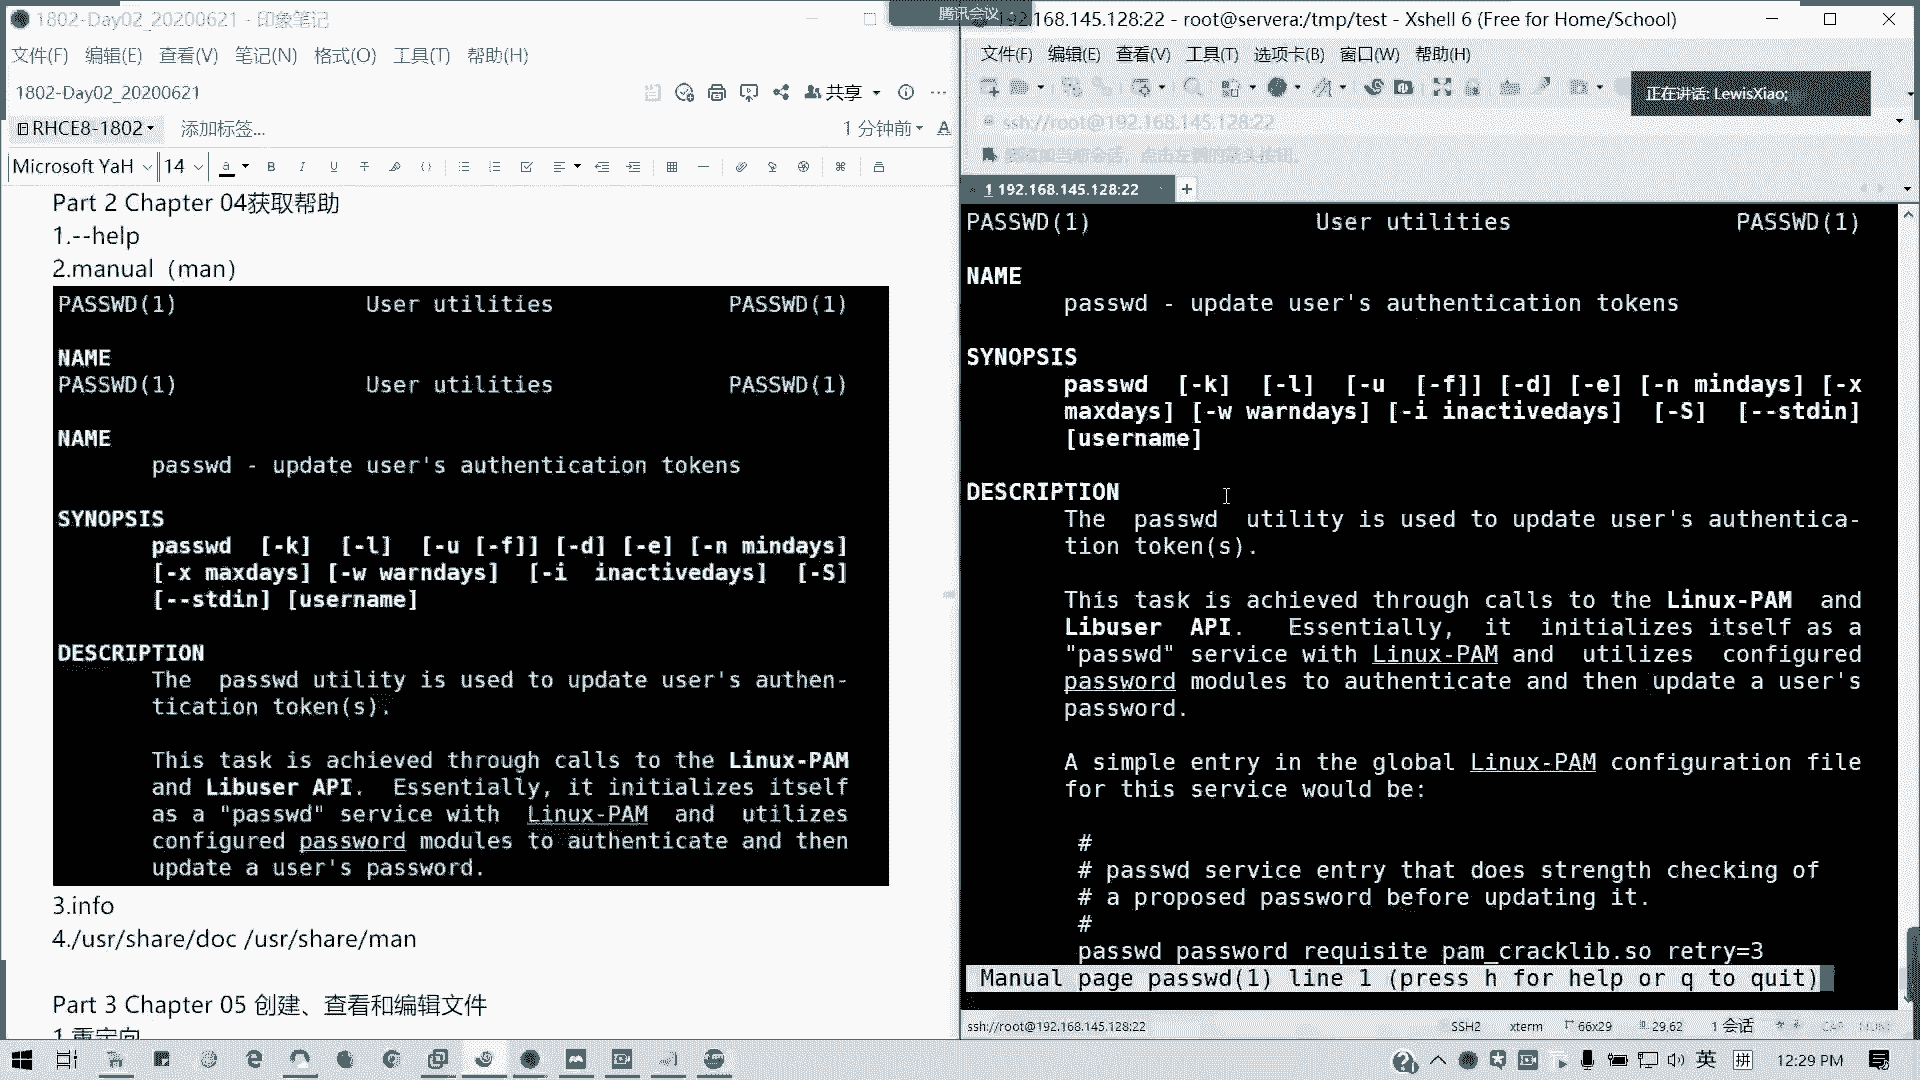 1802-Day02_20200621 - 印象笔记
文件(F) 编辑(E) 查看(V) 笔记(N) 格式(O) 工具(T) 帮助(H)
1802-Day02_20200621
共享
RHCE8-1802
添加标签...
1 分钟前
Microsoft YaH
14
Part 2 Chapter 04获取帮助
1.--help
2.manual（man）
PASSWD(1) User utilities PASSWD(1)
NAME
PASSWD(1) User utilities PASSWD(1)
NAME
passwd - update user's authentication tokens
SYNOPSIS
passwd [-k] [-l] [-u [-f]] [-d] [-e] [-n mindays]
[-x maxdays] [-w warndays] [-i inactivedays] [-S]
[--stdin] [username]
DESCRIPTION
The passwd utility is used to update user's authen-
tication token(s).
This task is achieved through calls to the Linux-PAM
and Libuser API. Essentially, it initializes itself
as a "passwd" service with Linux-PAM and utilizes
configured password modules to authenticate and then
update a user's password.
3.info
4./usr/share/doc /usr/share/man
Part 3 Chapter 05 创建、查看和编辑文件
1.重定向
腾讯会议
192.168.145.128:22 - root@servera:/tmp/test - Xshell 6 (Free for Home/School)
文件(F) 编辑(E) 查看(V) 工具(T) 选项卡(B) 窗口(W) 帮助(H)
正在讲话: LewisXiao;
ssh://root@192.168.145.128:22
1 192.168.145.128:22
PASSWD(1) User utilities PASSWD(1)
NAME
passwd - update user's authentication tokens
SYNOPSIS
passwd [-k] [-l] [-u [-f]] [-d] [-e] [-n mindays] [-x
maxdays] [-w warndays] [-i inactivedays] [-S] [--stdin]
[username]
DESCRIPTION
The passwd utility is used to update user's authentica-
tion token(s).
This task is achieved through calls to the Linux-PAM and
Libuser API. Essentially, it initializes itself as a
"passwd" service with Linux-PAM and utilizes configured
password modules to authenticate and then update a user's
password.
A simple entry in the global Linux-PAM configuration file
for this service would be:
#
# passwd service entry that does strength checking of
# a proposed password before updating it.
#
passwd password requisite pam_cracklib.so retry=3
Manual page passwd(1) line 1 (press h for help or q to quit)
ssh://root@192.168.145.128:22 SSH2 xterm 66x29 29,62 1 会话 CAP NUM
英 拼 12:29 PM